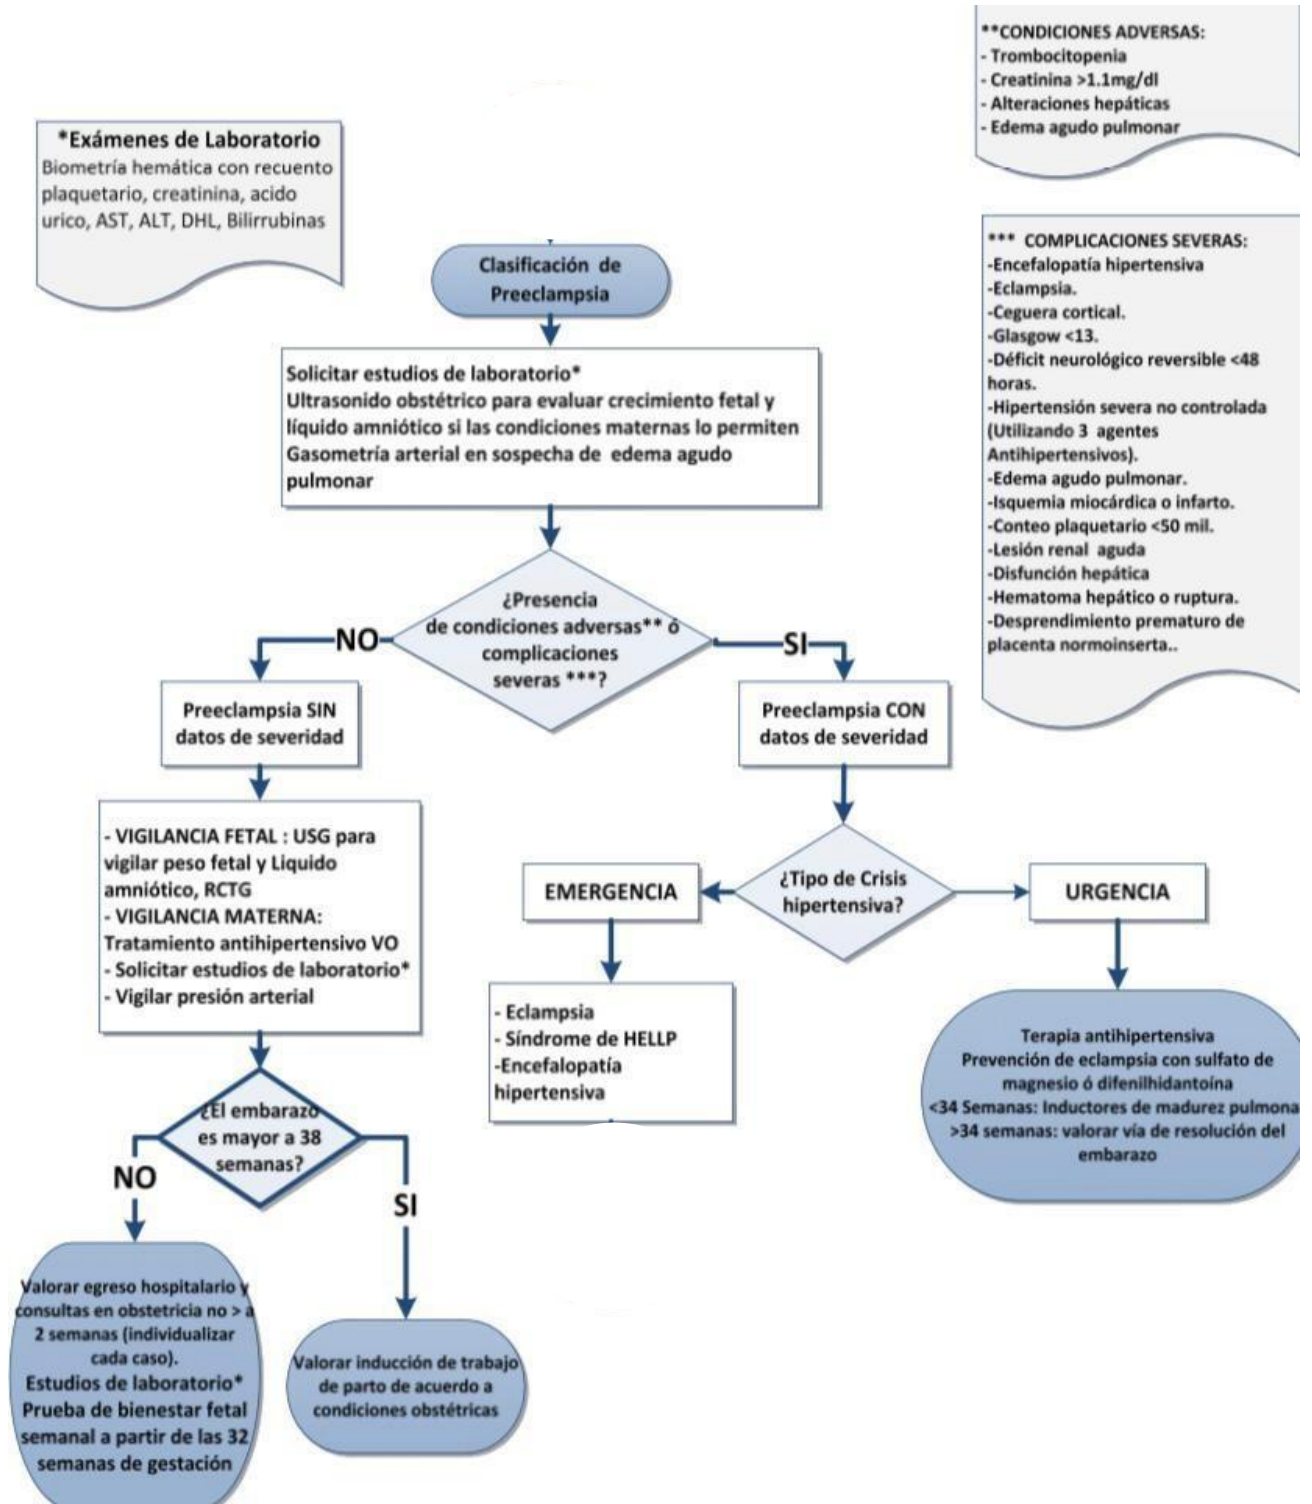 **CONDICIONES ADVERSAS:
- Trombocitopenia
- Creatinina >1.1mg/dl
- Alteraciones hepáticas
- Edema agudo pulmonar
*Exámenes de Laboratorio
Biometría hemática con recuento
plaquetario, creatinina, acido
urico, AST, ALT, DHL, Bilirrubinas
*** COMPLICACIONES SEVERAS:
-Encefalopatía hipertensiva
-Eclampsia.
-Ceguera cortical.
-Glasgow <13.
-Déficit neurológico reversible <48
horas.
-Hipertensión severa no controlada
(Utilizando 3 agentes
Antihipertensivos).
-Edema agudo pulmonar.
-Isquemia miocárdica o infarto.
-Conteo plaquetario <50 mil.
-Lesión renal aguda
-Disfunción hepática
-Hematoma hepático o ruptura.
-Desprendimiento prematuro de
placenta normoinserta..
Clasificación de
Preeclampsia
Solicitar estudios de laboratorio*
Ultrasonido obstétrico para evaluar crecimiento fetal y
líquido amniótico si las condiciones maternas lo permiten
Gasometría arterial en sospecha de edema agudo
pulmonar
¿Presencia
de condiciones adversas** ó
complicaciones
severas ***?
NO
SI
Preeclampsia SIN
datos de severidad
Preeclampsia CON
datos de severidad
- VIGILANCIA FETAL : USG para
vigilar peso fetal y Liquido
amniótico, RCTG
- VIGILANCIA MATERNA:
Tratamiento antihipertensivo VO
- Solicitar estudios de laboratorio*
- Vigilar presión arterial
¿Tipo de Crisis
hipertensiva?
EMERGENCIA
URGENCIA
- Eclampsia
- Síndrome de HELLP
-Encefalopatía
hipertensiva
Terapia antihipertensiva
Prevención de eclampsia con sulfato de
magnesio ó difenilhidantoína
<34 Semanas: Inductores de madurez pulmona
>34 semanas: valorar vía de resolución del
embarazo
¿El embarazo
es mayor a 38
semanas?
NO
SI
Valorar egreso hospitalario y
consultas en obstetricia no > a
2 semanas (individualizar
cada caso).
Estudios de laboratorio*
Prueba de bienestar fetal
semanal a partir de las 32
semanas de gestación
Valorar inducción de trabajo
de parto de acuerdo a
condiciones obstétricas